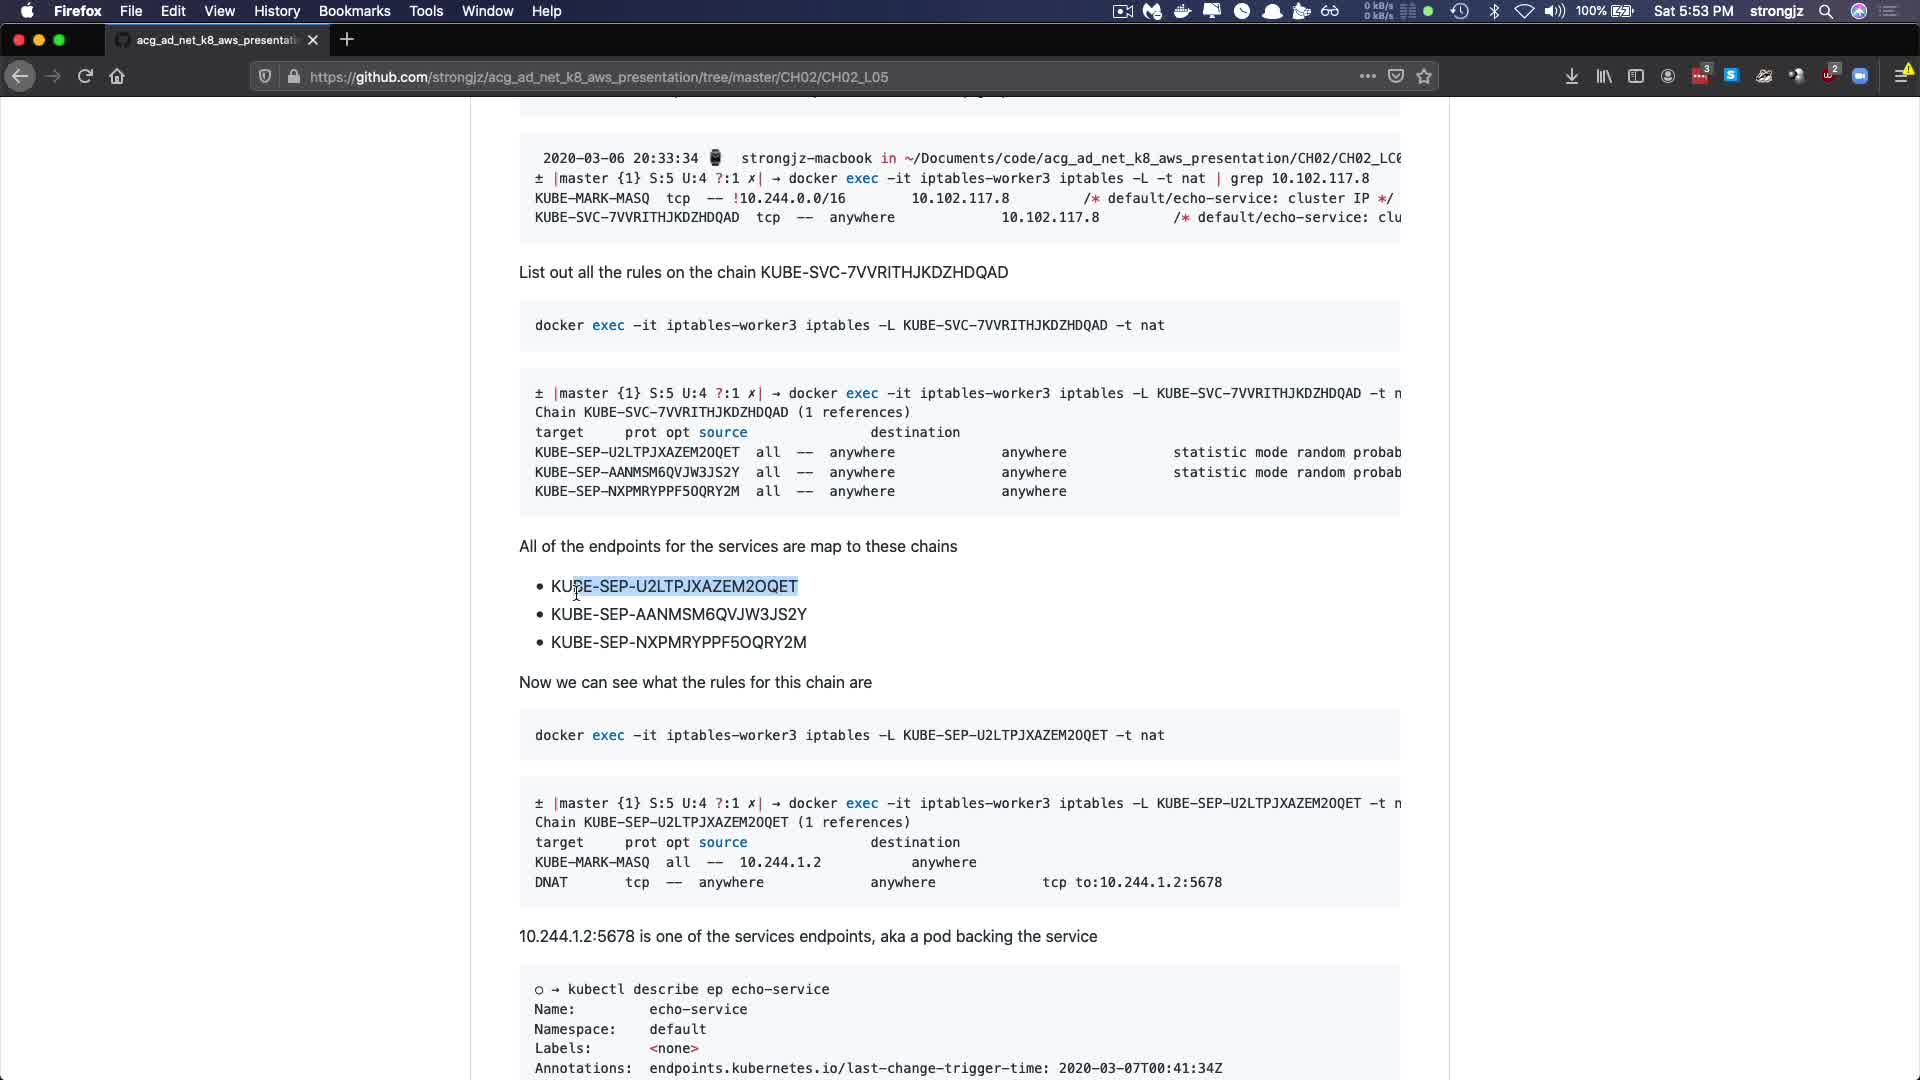 Firefox File Edit View History Bookmarks Tools Window Help 0 kB/s 0 kB/s 100% Sat 5:53 PM strongjz
acg_ad_net_k8_aws_presentati
https://github.com/strongjz/acg_ad_net_k8_aws_presentation/tree/master/CH02/CH02_L05 3 2
2020-03-06 20:33:34 ⌚ strongjz-macbook in ~/Documents/code/acg_ad_net_k8_aws_presentation/CH02/CH02_LC
± |master {1} S:5 U:4 ?:1 ✗| → docker exec -it iptables-worker3 iptables -L -t nat | grep 10.102.117.8
KUBE-MARK-MASQ tcp -- !10.244.0.0/16 10.102.117.8 /* default/echo-service: cluster IP */
KUBE-SVC-7VVRITHJKDZHDQAD tcp -- anywhere 10.102.117.8 /* default/echo-service: clu
List out all the rules on the chain KUBE-SVC-7VVRITHJKDZHDQAD
docker exec -it iptables-worker3 iptables -L KUBE-SVC-7VVRITHJKDZHDQAD -t nat
± |master {1} S:5 U:4 ?:1 ✗| → docker exec -it iptables-worker3 iptables -L KUBE-SVC-7VVRITHJKDZHDQAD -t n
Chain KUBE-SVC-7VVRITHJKDZHDQAD (1 references)
target prot opt source destination
KUBE-SEP-U2LTPJXAZEM2OQET all -- anywhere anywhere statistic mode random probab
KUBE-SEP-AANMSM6QVJW3JS2Y all -- anywhere anywhere statistic mode random probab
KUBE-SEP-NXPMRYPPF5OQRY2M all -- anywhere anywhere
All of the endpoints for the services are map to these chains
• KUBE-SEP-U2LTPJXAZEM2OQET
• KUBE-SEP-AANMSM6QVJW3JS2Y
• KUBE-SEP-NXPMRYPPF5OQRY2M
Now we can see what the rules for this chain are
docker exec -it iptables-worker3 iptables -L KUBE-SEP-U2LTPJXAZEM2OQET -t nat
± |master {1} S:5 U:4 ?:1 ✗| → docker exec -it iptables-worker3 iptables -L KUBE-SEP-U2LTPJXAZEM2OQET -t n
Chain KUBE-SEP-U2LTPJXAZEM2OQET (1 references)
target prot opt source destination
KUBE-MARK-MASQ all -- 10.244.1.2 anywhere
DNAT tcp -- anywhere anywhere tcp to:10.244.1.2:5678
10.244.1.2:5678 is one of the services endpoints, aka a pod backing the service
○ → kubectl describe ep echo-service
Name: echo-service
Namespace: default
Labels: <none>
Annotations: endpoints.kubernetes.io/last-change-trigger-time: 2020-03-07T00:41:34Z